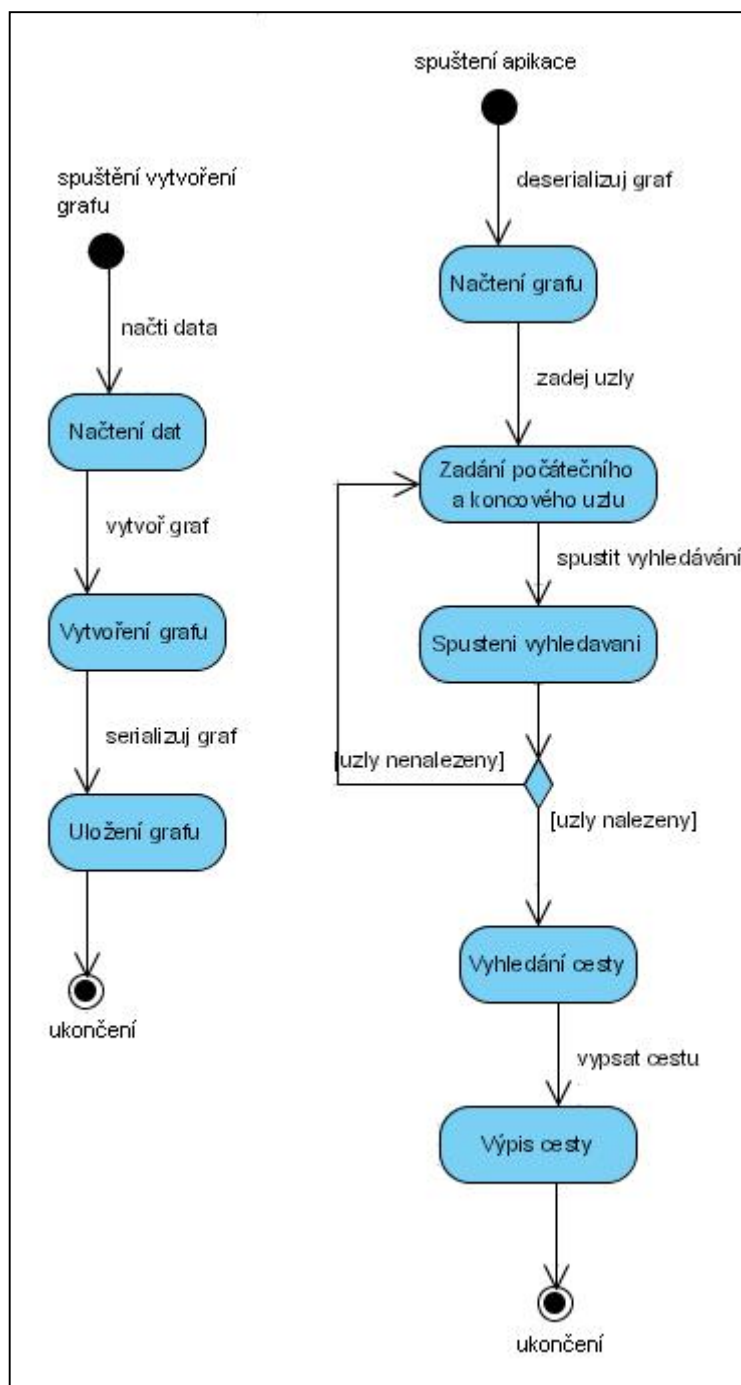 spuštění vytvoření
grafu
načti data
Načtení dat
vytvoř graf
Vytvoření grafu
serializuj graf
Uložení grafu
ukončení
spuštení apikace
deserializuj graf
Načtení grafu
zadej uzly
Zadání počátečního
a koncového uzlu
spustit vyhledávání
Spusteni vyhledavani
[uzly nenalezeny]
[uzly nalezeny]
Vyhledání cesty
vypsat cestu
Výpis cesty
ukončení